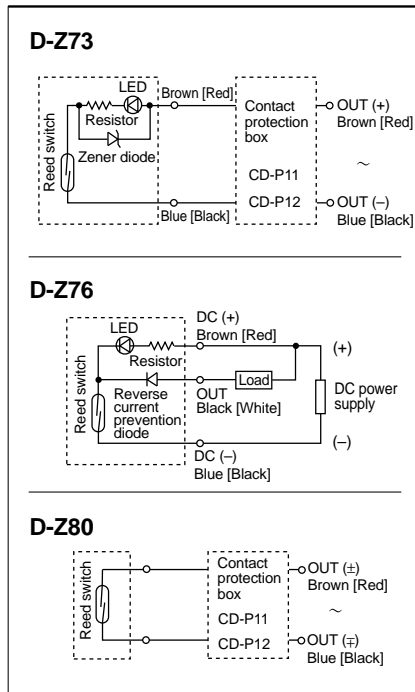 D-Z73
LED
Brown [Red]
Resistor
Zener diode
Reed switch
Blue [Black]
Contact
protection
box
CD-P11
CD-P12
OUT (+)
Brown [Red]
~
OUT (–)
Blue [Black]
D-Z76
LED
DC (+)
Brown [Red]
Resistor
Reed switch
Reverse
current
prevention
diode
OUT
Black [White]
Load
(+)
DC power
supply
(–)
DC (–)
Blue [Black]
D-Z80
Reed switch
Contact
protection
box
CD-P11
CD-P12
OUT (±)
Brown [Red]
~
OUT (∓)
Blue [Black]